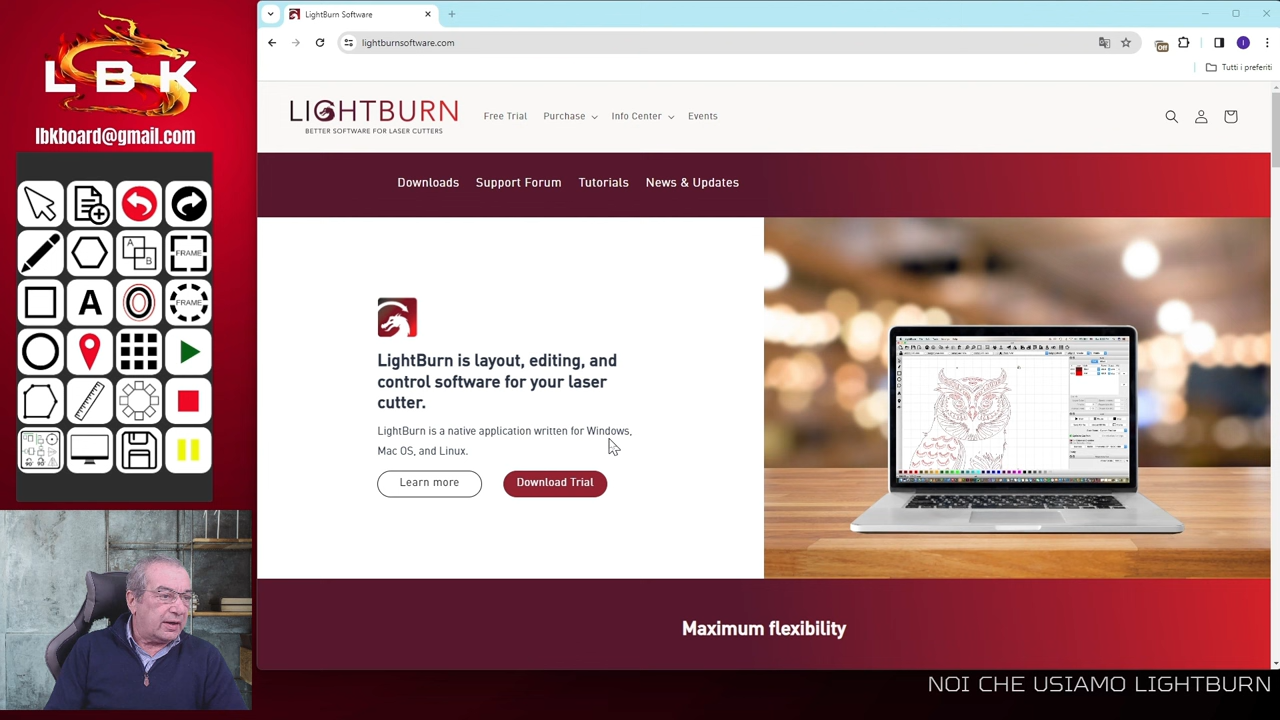 LBK
lbkboard@gmail.com
A
B
FRAME
A
FRAME
LightBurn Software
lightburnsoftware.com
Off
I
Tutti i preferiti
LIGHTBURN
BETTER SOFTWARE FOR LASER CUTTERS
Free Trial
Purchase
Info Center
Events
Downloads
Support Forum
Tutorials
News & Updates
LightBurn is layout, editing, and
control software for your laser
cutter.
LightBurn is a native application written for Windows,
Mac OS, and Linux.
Learn more
Download Trial
Maximum flexibility
NOI CHE USIAMO LIGHTBURN